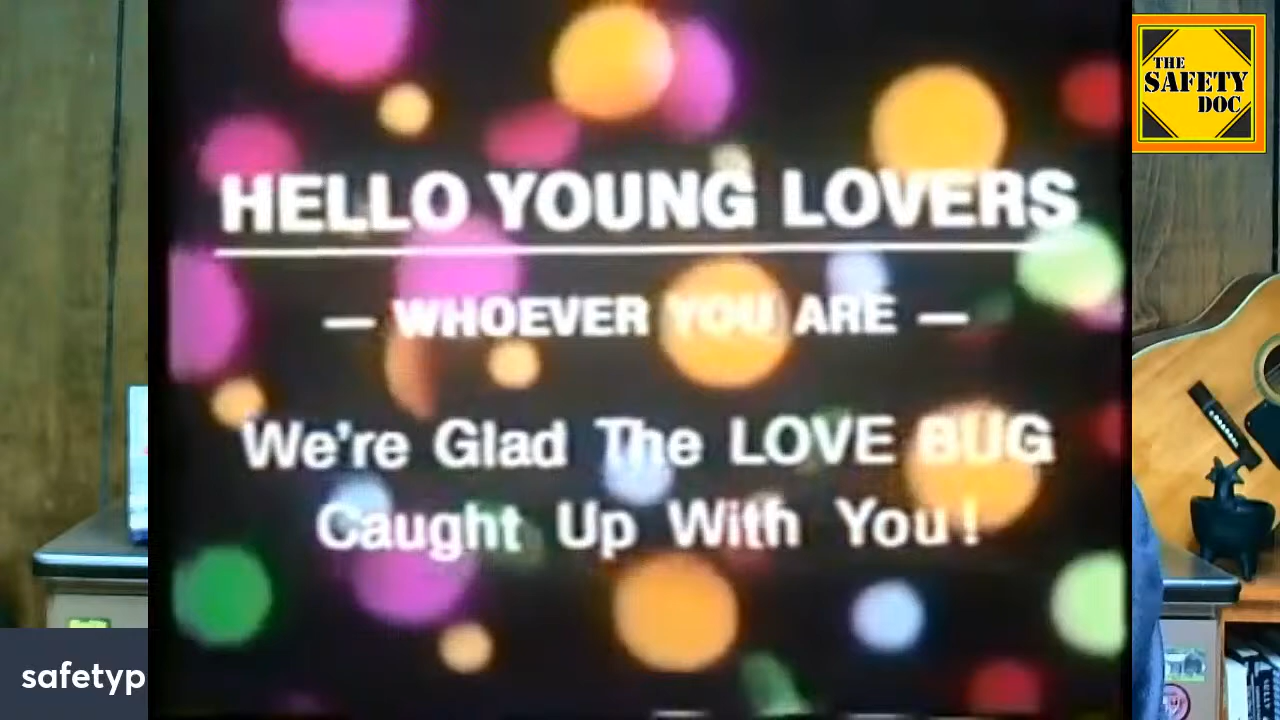 HELLO YOUNG LOVERS
— WHOEVER YOU ARE —
We're Glad The LOVE BUG
Caught Up With You!
THE
SAFETY
DOC
safetyp